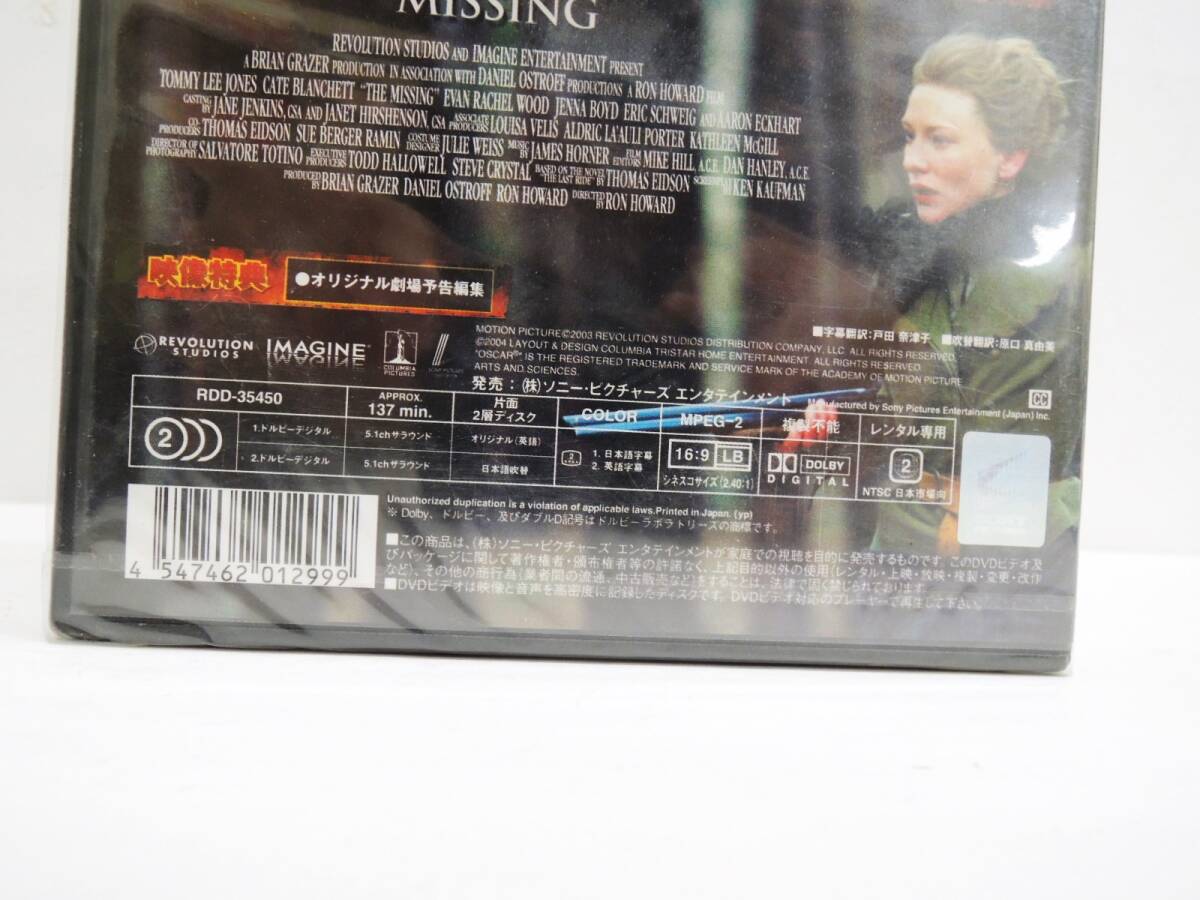 MISSING
REVOLUTION STUDIOS AND IMAGINE ENTERTAINMENT PRESENT
A BRIAN GRAZER PRODUCTION IN ASSOCIATION WITH DANIEL OSTROFF PRODUCTIONS A RON HOWARD FILM
TOMMY LEE JONES CATE BLANCHETT "THE MISSING" EVAN RACHEL WOOD JENNA BOYD ERIC SCHWEIG AND AARON ECKHART
CASTING BY JANE JENKINS, CSA AND JANET HIRSHENSON, CSA ASSOCIATE PRODUCERS LOUISA VELIS ALDRIC LA'AULI PORTER KATHLEEN McGILL
CO-PRODUCERS THOMAS EIDSON SUE BERGER RAMIN COSTUME DESIGNER JULIE WEISS MUSIC BY JAMES HORNER FILM EDITORS MIKE HILL, A.C.E. DAN HANLEY, A.C.E.
DIRECTOR OF PHOTOGRAPHY SALVATORE TOTINO EXECUTIVE PRODUCERS TODD HALLOWELL STEVE CRYSTAL BASED ON THE NOVEL "THE LAST RIDE" BY THOMAS EIDSON SCREENPLAY BY KEN KAUFMAN
PRODUCED BY BRIAN GRAZER DANIEL OSTROFF RON HOWARD DIRECTED BY RON HOWARD
映像特典
●オリジナル劇場予告編集
■字幕翻訳:戸田 奈津子 ■吹替翻訳:原口 真由美
REVOLUTION STUDIOS
IMAGINE
COLUMBIA PICTURES
SONY PICTURES
MOTION PICTURE©2003 REVOLUTION STUDIOS DISTRIBUTION COMPANY, LLC. ALL RIGHTS RESERVED.
©2004 LAYOUT & DESIGN COLUMBIA TRISTAR HOME ENTERTAINMENT. ALL RIGHTS RESERVED.
"OSCAR®" IS THE REGISTERED TRADEMARK AND SERVICE MARK OF THE ACADEMY OF MOTION PICTURE
ARTS AND SCIENCES.
発売:(株)ソニー・ピクチャーズ エンタテインメント
Manufactured by Sony Pictures Entertainment (Japan) Inc.
CC
RDD-35450
APPROX.
137 min.
片面
2層ディスク
COLOR
MPEG-2
複製不能
レンタル専用
2
1.ドルビーデジタル 5.1chサラウンド オリジナル(英語)
2.ドルビーデジタル 5.1chサラウンド 日本語吹替
2
1. 日本語字幕
2. 英語字幕
16:9 LB
シネスコサイズ(2.40:1)
DOLBY
DIGITAL
2
NTSC 日本市場向
Unauthorized duplication is a violation of applicable laws.Printed in Japan. (yp)
※ Dolby、ドルビー、及びダブルD記号はドルビーラボラトリーズの商標です。
■この商品は、(株)ソニー・ピクチャーズ エンタテインメントが家庭での視聴を目的に発売するものです。このDVDビデオ及
びパッケージに関して著作権者・頒布権者等の許諾なく、上記目的以外の使用(レンタル・上映・放映・複製・変更・改作
など)、その他の商行為(業者間の流通、中古販売など)をすることは、法律で固く禁じられております。
■DVDビデオは映像と音声を高密度に記録したディスクです。DVDビデオ対応のプレーヤーで再生して下さい。
4 547462 012999